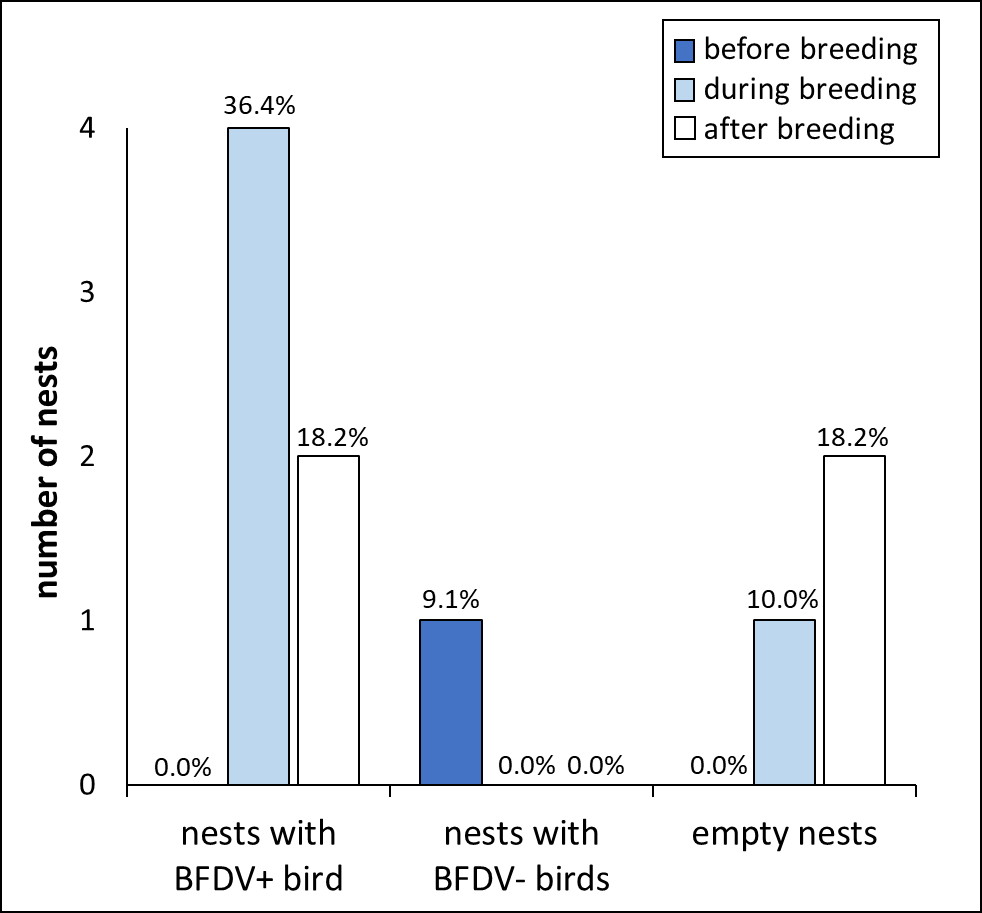 before breeding
during breeding
after breeding
36.4%
4
3
18.2%
18.2%
2
number of nests
9.1%
10.0%
1
0.0%
0.0% 0.0%
0.0%
0
nests with
BFDV+ bird
nests with
BFDV- birds
empty nests